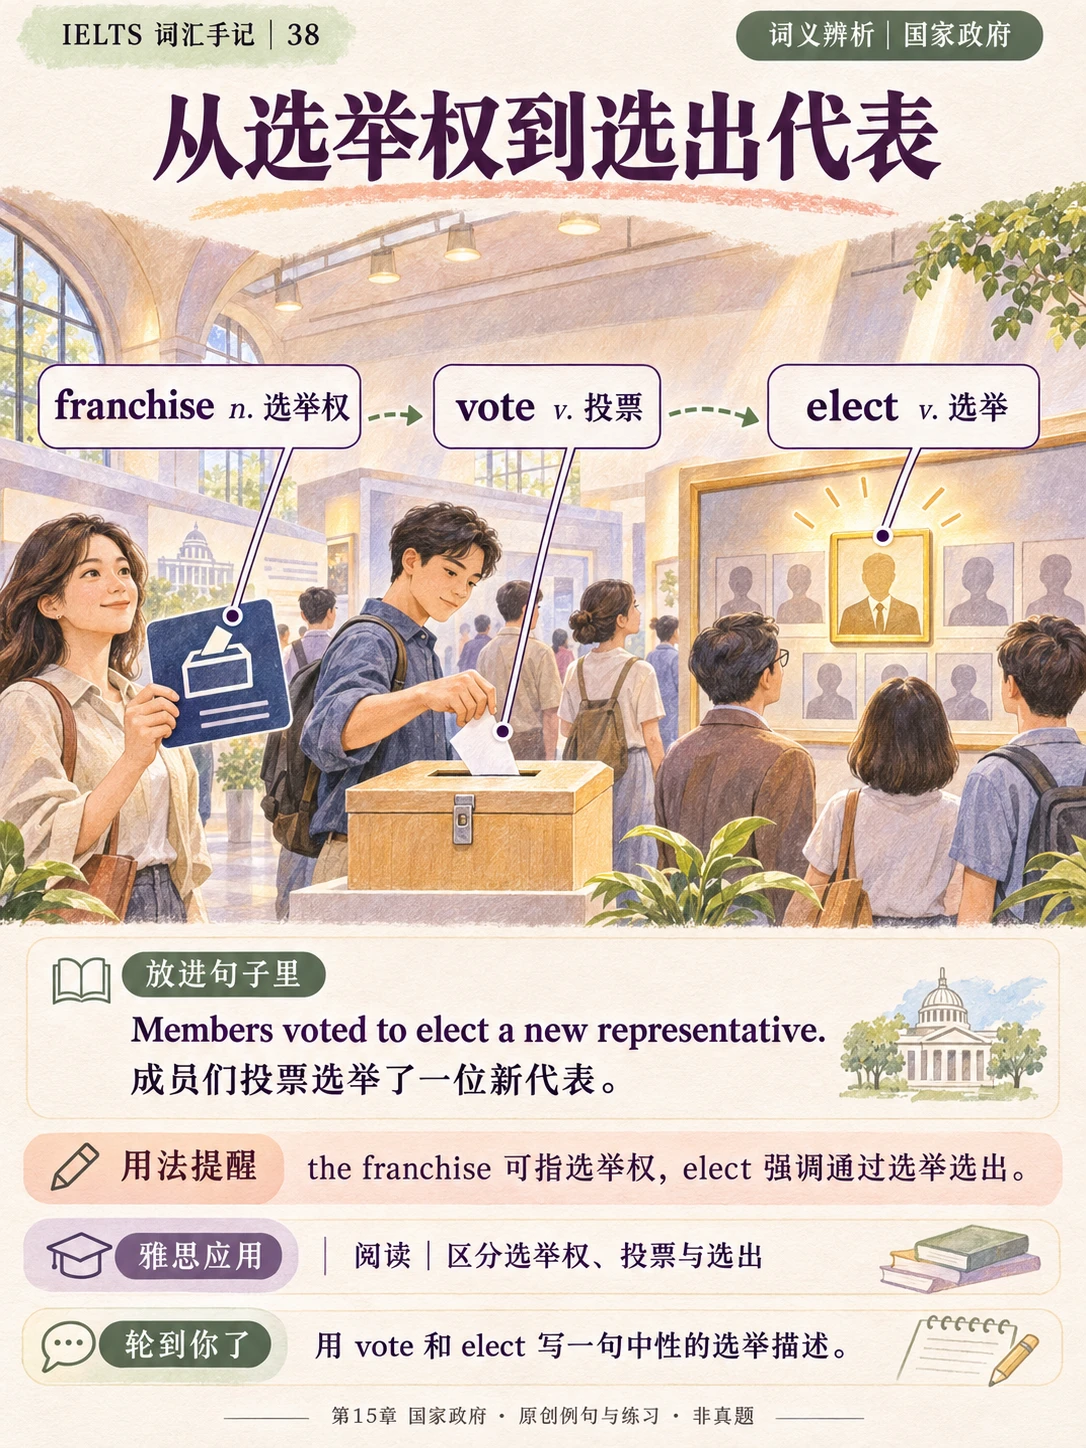 IELTS 词汇手记 | 38
词义辨析 | 国家政府
从选举权到选出代表
franchise n. 选举权
vote v. 投票
elect v. 选举
放进句子里
Members voted to elect a new representative.
成员们投票选举了一位新代表。
用法提醒
the franchise 可指选举权，elect 强调通过选举选出。
雅思应用
| 阅读 | 区分选举权、投票与选出
轮到你了
用 vote 和 elect 写一句中性的选举描述。
第15章 国家政府 · 原创例句与练习 · 非真题